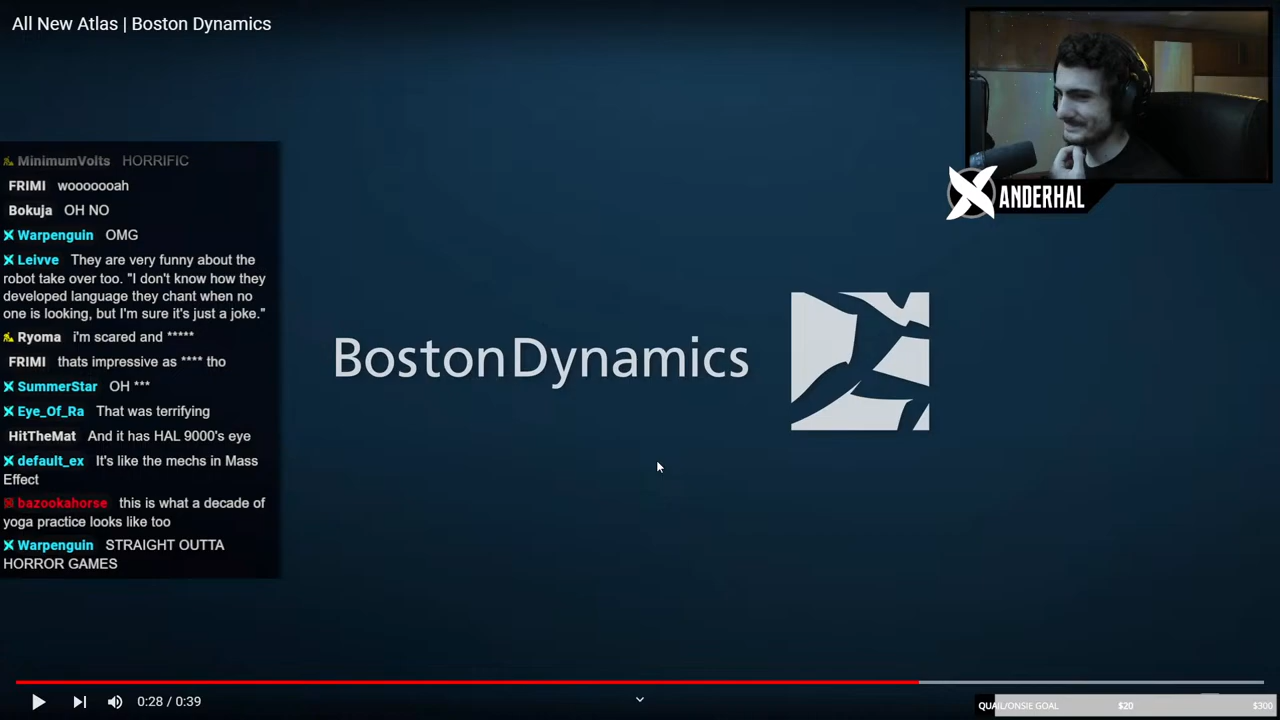 All New Atlas | Boston Dynamics
ANDERHAL
MinimumVolts HORRIFIC
FRIMI wooooooah
Bokuja OH NO
Warpenguin OMG
Leivve They are very funny about the
robot take over too. "I don't know how they
developed language they chant when no
one is looking, but I'm sure it's just a joke."
Ryoma i'm scared and *****
FRIMI thats impressive as **** tho
SummerStar OH ***
Eye_Of_Ra That was terrifying
HitTheMat And it has HAL 9000's eye
default_ex It's like the mechs in Mass
Effect
bazookahorse this is what a decade of
yoga practice looks like too
Warpenguin STRAIGHT OUTTA
HORROR GAMES
BostonDynamics
0:28 / 0:39
QUAIL/ONSIE GOAL $20 $300